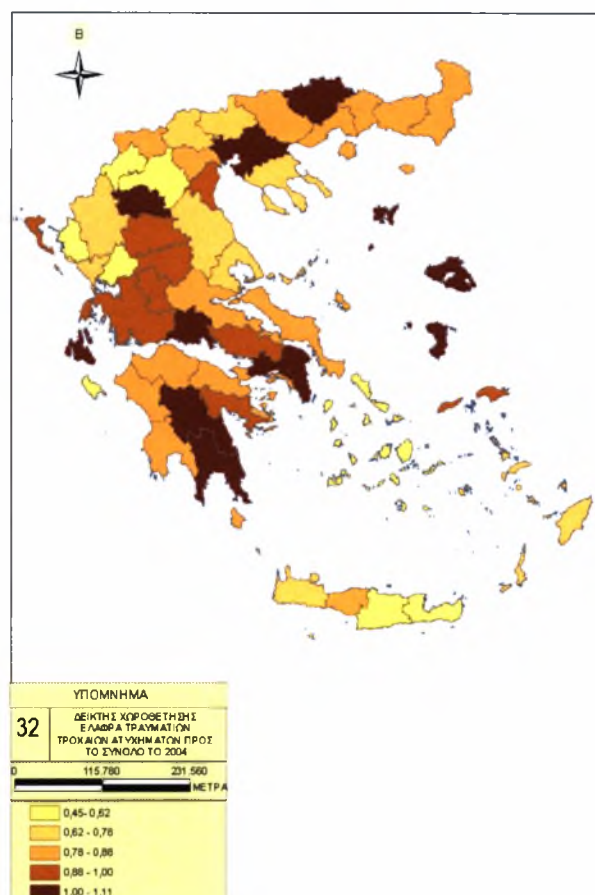 Β
ΥΠΟΜΝΗΜΑ
32
ΔΕΙΚΤΗΣ ΧΩΡΟΘΕΤΗΣΗΣ
ΕΛΑΦΡΑ ΤΡΑΥΜΑΤΙΩΝ
ΤΡΟΧΑΙΩΝ ΑΤΥΧΗΜΑΤΩΝ ΠΡΟΣ
ΤΟ ΣΥΝΟΛΟ ΤΟ 2004
0 115.780 231.560
ΜΕΤΡΑ
0,45- 0,62
0,62 - 0,78
0,78 - 0,88
0,88 - 1,00
1,00 - 1,11